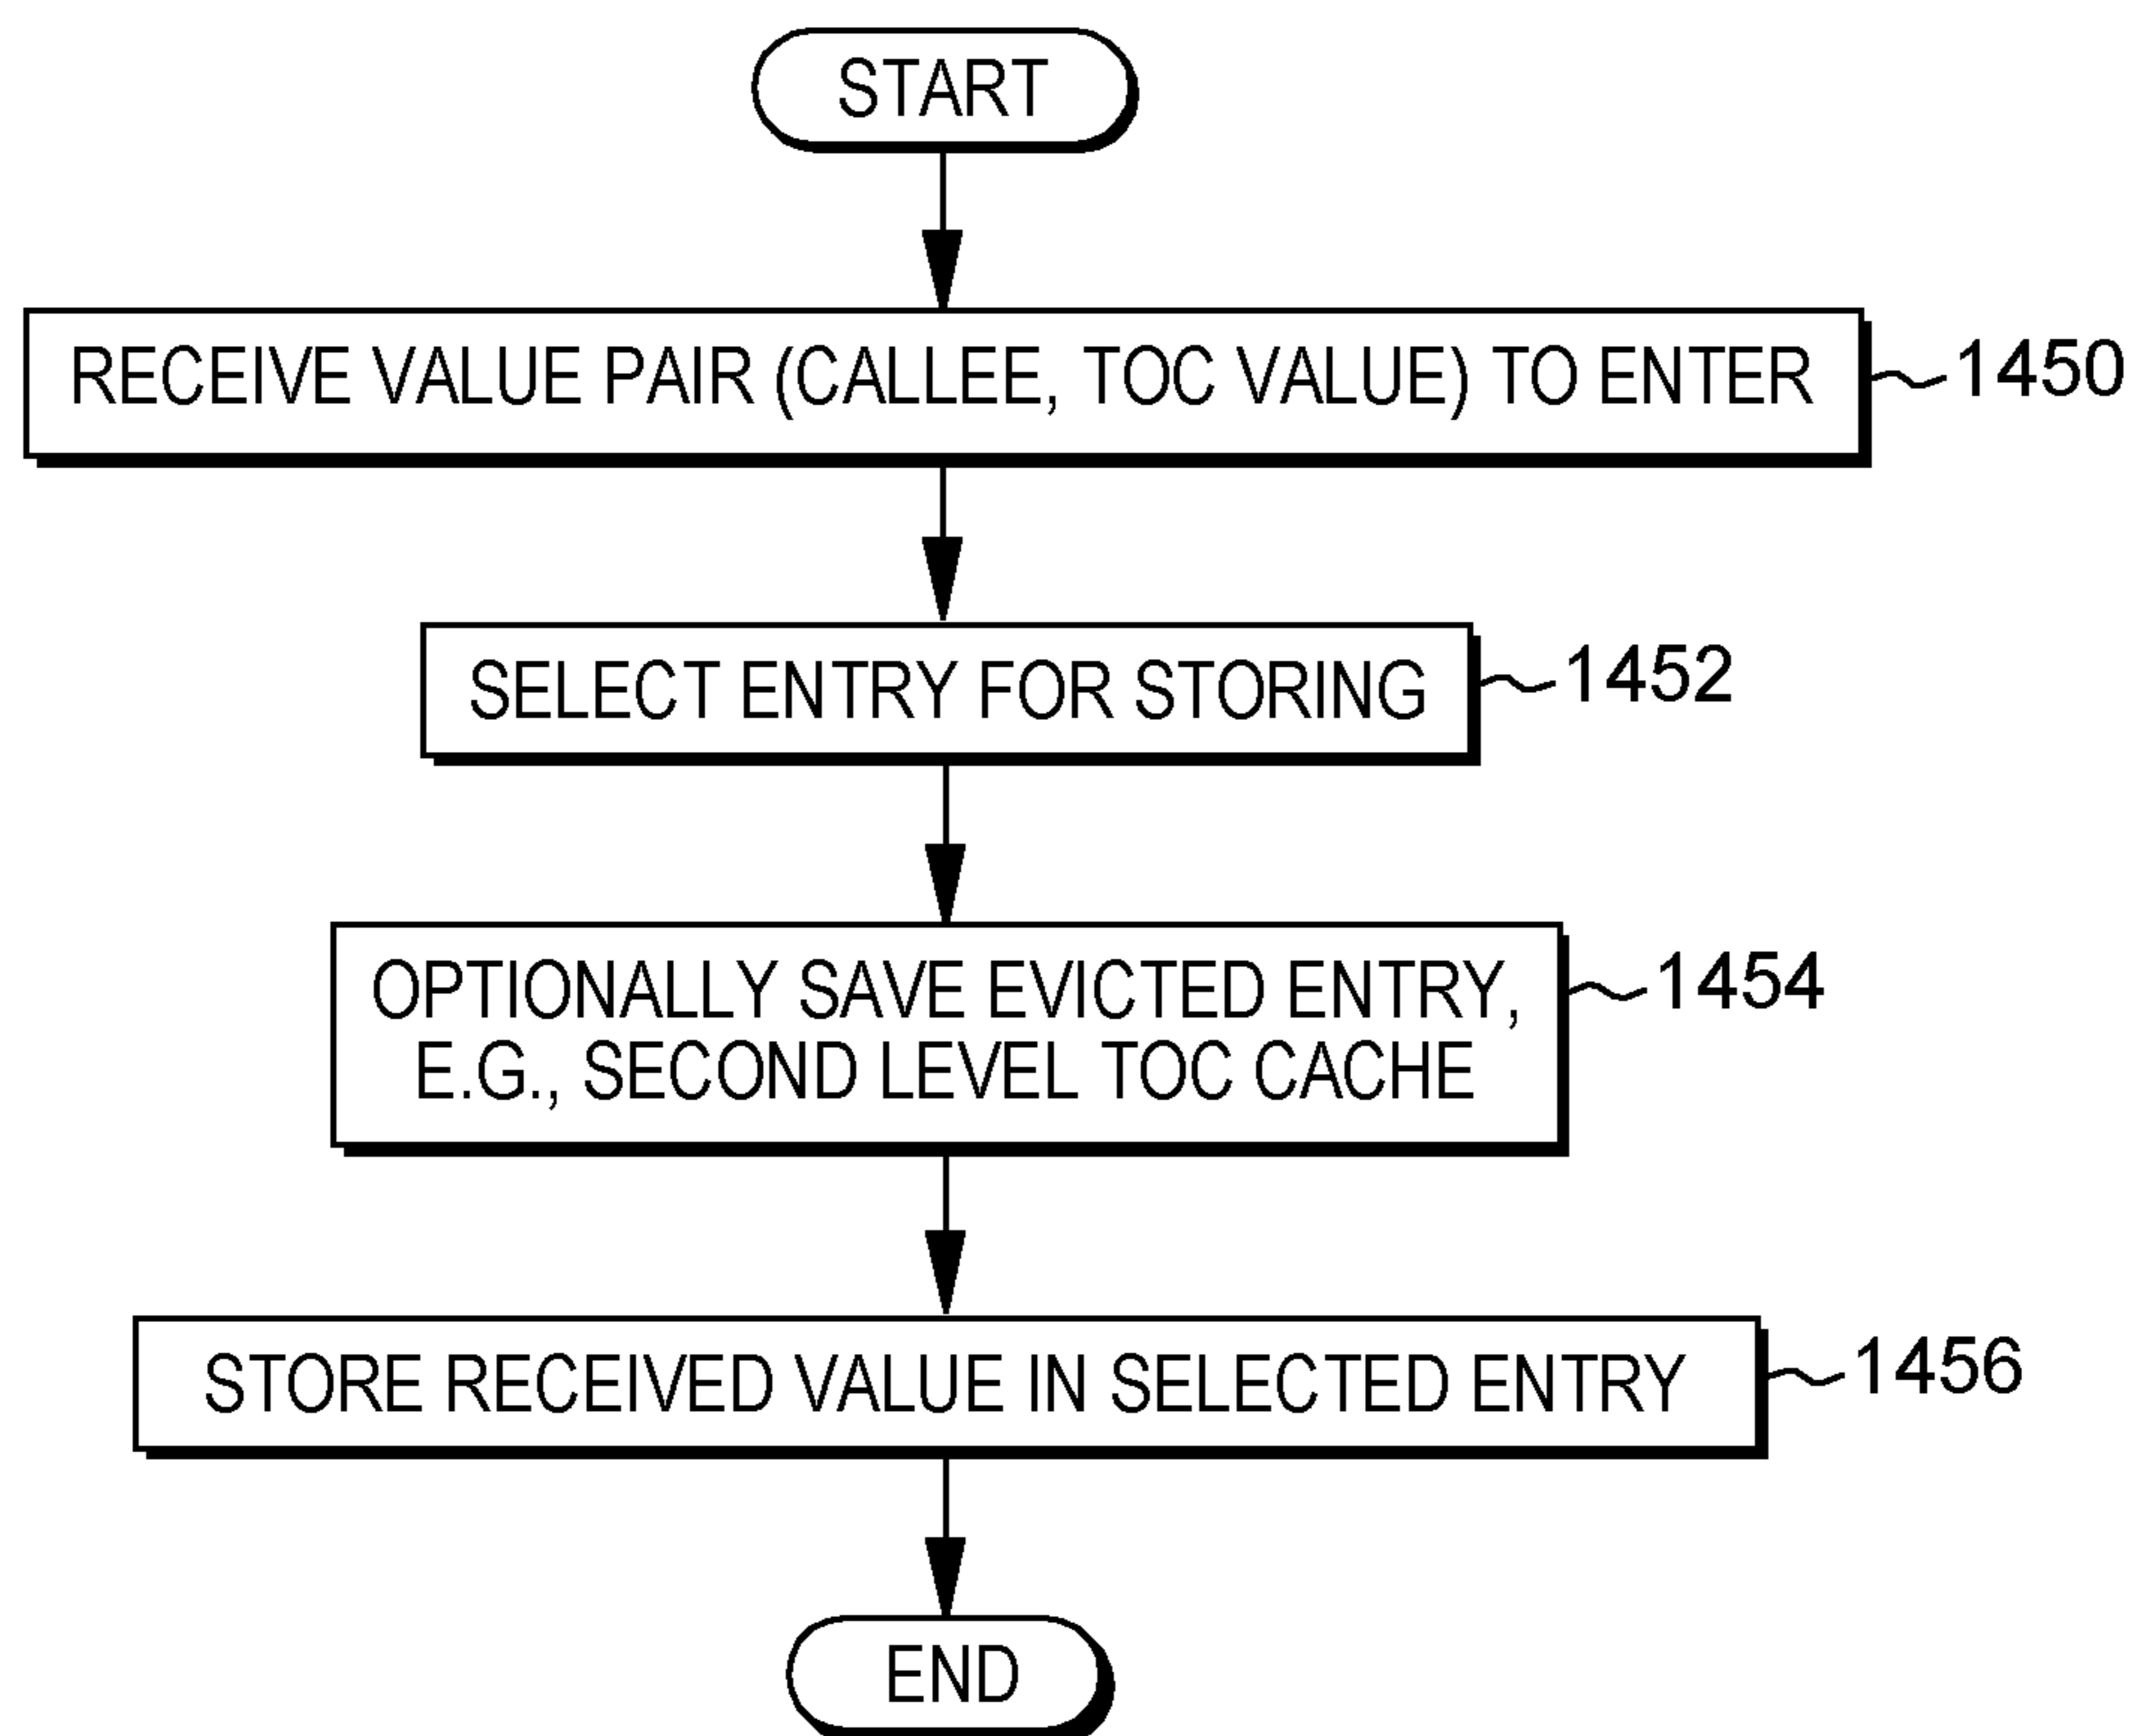 START
RECEIVE VALUE PAIR (CALLEE, TOC VALUE) TO ENTER
1450
SELECT ENTRY FOR STORING
1452
OPTIONALLY SAVE EVICTED ENTRY,
E.G., SECOND LEVEL TOC CACHE
1454
STORE RECEIVED VALUE IN SELECTED ENTRY
1456
END